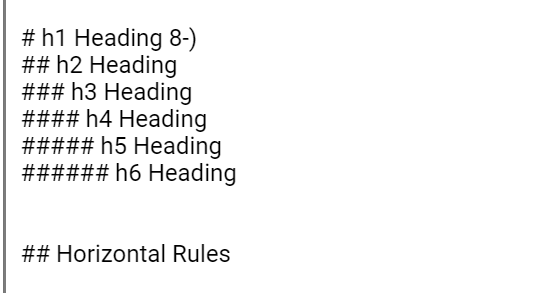 # h1 Heading 8-)
## h2 Heading
### h3 Heading
#### h4 Heading
##### h5 Heading
###### h6 Heading
## Horizontal Rules